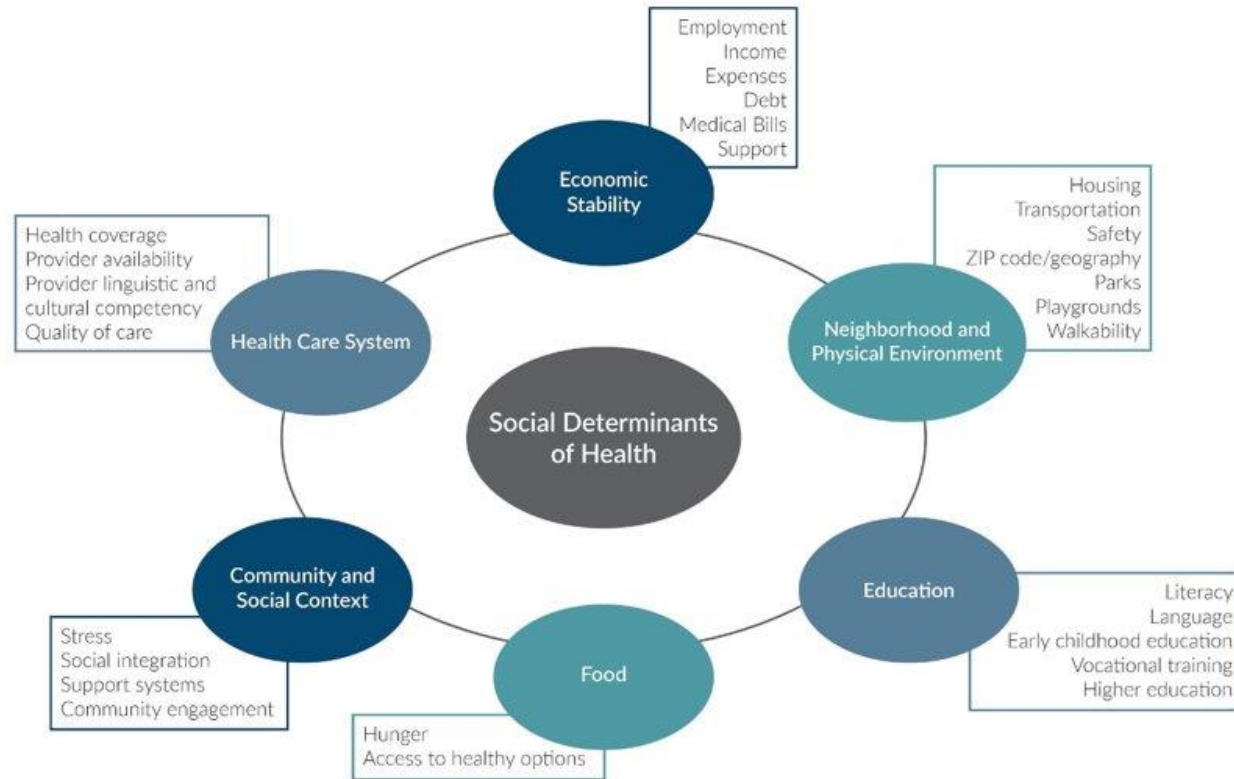 Employment
Income
Expenses
Debt
Medical Bills
Support
Economic
Stability
Housing
Transportation
Safety
ZIP code/geography
Parks
Playgrounds
Walkability
Neighborhood and
Physical Environment
Health coverage
Provider availability
Provider linguistic and
cultural competency
Quality of care
Health Care System
Social Determinants
of Health
Community and
Social Context
Stress
Social integration
Support systems
Community engagement
Education
Literacy
Language
Early childhood education
Vocational training
Higher education
Food
Hunger
Access to healthy options